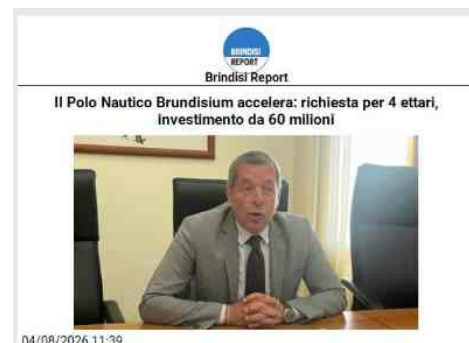 BRINDISI
REPORT
Brindisi Report
Il Polo Nautico Brundisium accelera: richiesta per 4 ettari,
investimento da 60 milioni
04/08/2026 11:39